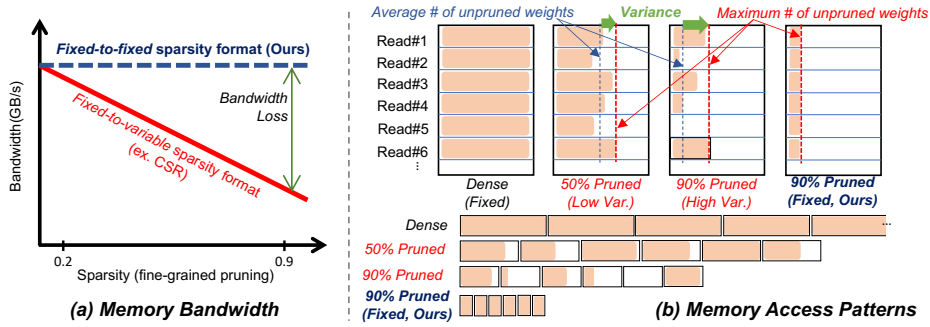 Fixed-to-fixed sparsity format (Ours)
Bandwidth(GB/s)
Fixed-to-variable sparsity format
(ex. CSR)
Bandwidth
Loss
0.2
0.9
Sparsity (fine-grained pruning)
(a) Memory Bandwidth
Average # of unpruned weights
Variance
Maximum # of unpruned weights
Read#1
Read#2
Read#3
Read#4
Read#5
Read#6
⋮
Dense
(Fixed)
50% Pruned
(Low Var.)
90% Pruned
(High Var.)
90% Pruned
(Fixed, Ours)
Dense
...
50% Pruned
90% Pruned
90% Pruned
(Fixed, Ours)
(b) Memory Access Patterns